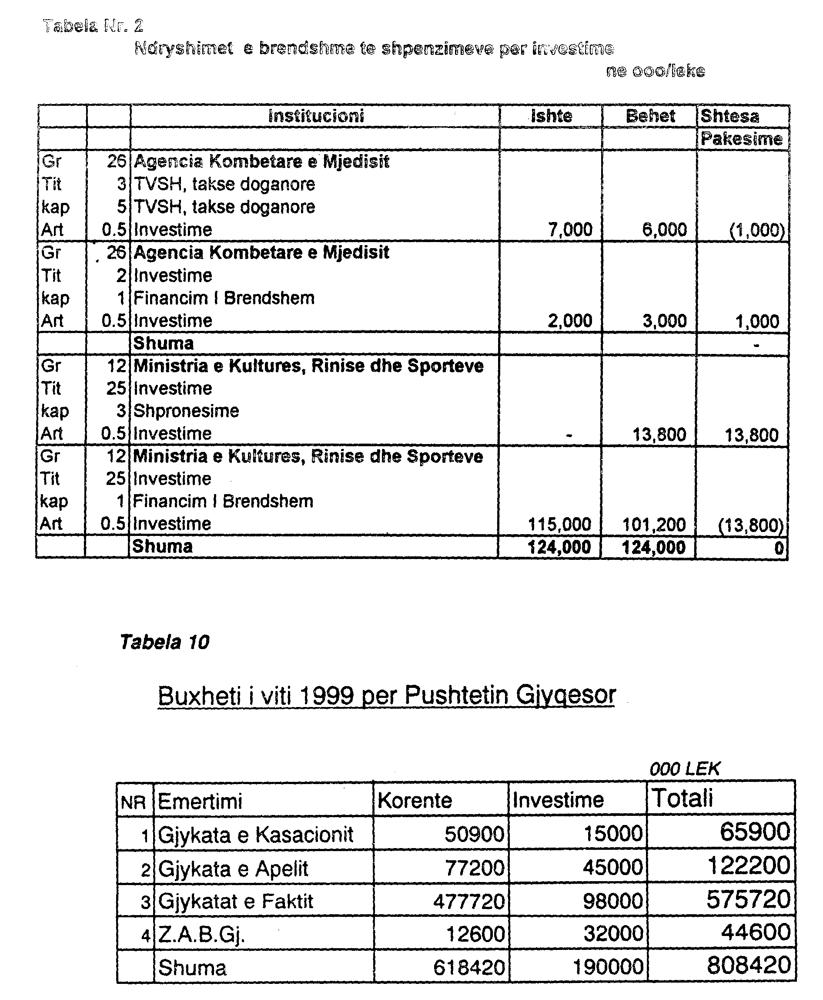 Tabela Nr. 2
Ndryshimet e brendshme te shpenzimeve per investime
ne ooo/leke
Institucioni Ishte Behet Shtesa
Pakesime
Gr 26 Agencia Kombetare e Mjedisit
Tit 3 TVSH, takse doganore
kap 5 TVSH, takse doganore
Art 0.5 Investime 7,000 6,000 (1,000)
Gr 26 Agencia Kombetare e Mjedisit
Tit 2 Investime
kap 1 Financim I Brendshem
Art 0.5 Investime 2,000 3,000 1,000
Shuma -
Gr 12 Ministria e Kultures, Rinise dhe Sporteve
Tit 25 Investime
kap 3 Shpronesime
Art 0.5 Investime - 13,800 13,800
Gr 12 Ministria e Kultures, Rinise dhe Sporteve
Tit 25 Investime
kap 1 Financim I Brendshem
Art 0.5 Investime 115,000 101,200 (13,800)
Shuma 124,000 124,000 0
Tabela 10
Buxheti i viti 1999 per Pushtetin Gjyqesor
000 LEK
NR Emertimi Korente Investime Totali
1 Gjykata e Kasacionit 50900 15000 65900
2 Gjykata e Apelit 77200 45000 122200
3 Gjykatat e Faktit 477720 98000 575720
4 Z.A.B.Gj. 12600 32000 44600
Shuma 618420 190000 808420